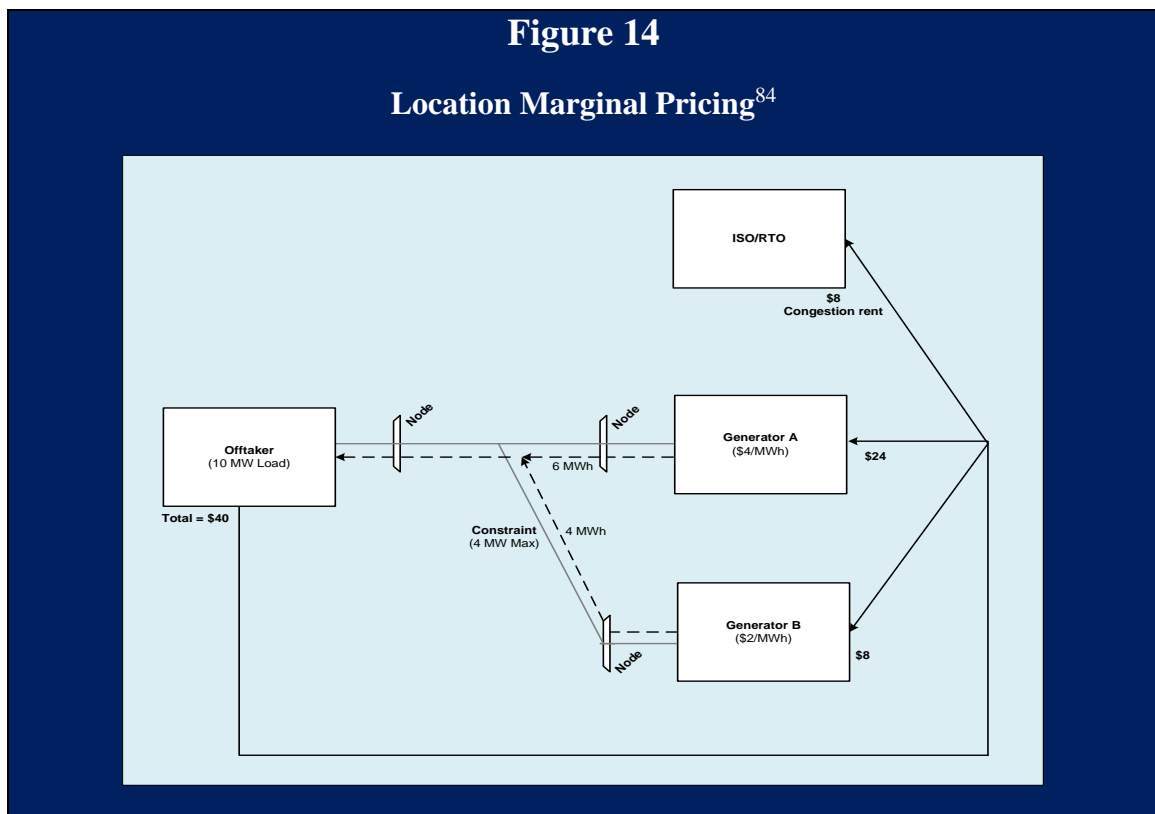 Figure 14
Location Marginal Pricing84
ISO/RTO
$8
Congestion rent
Node
Node
Offtaker
(10 MW Load)
Generator A
($4/MWh)
$24
6 MWh
Total = $40
Constraint
(4 MW Max)
4 MWh
Generator B
($2/MWh)
$8
Node